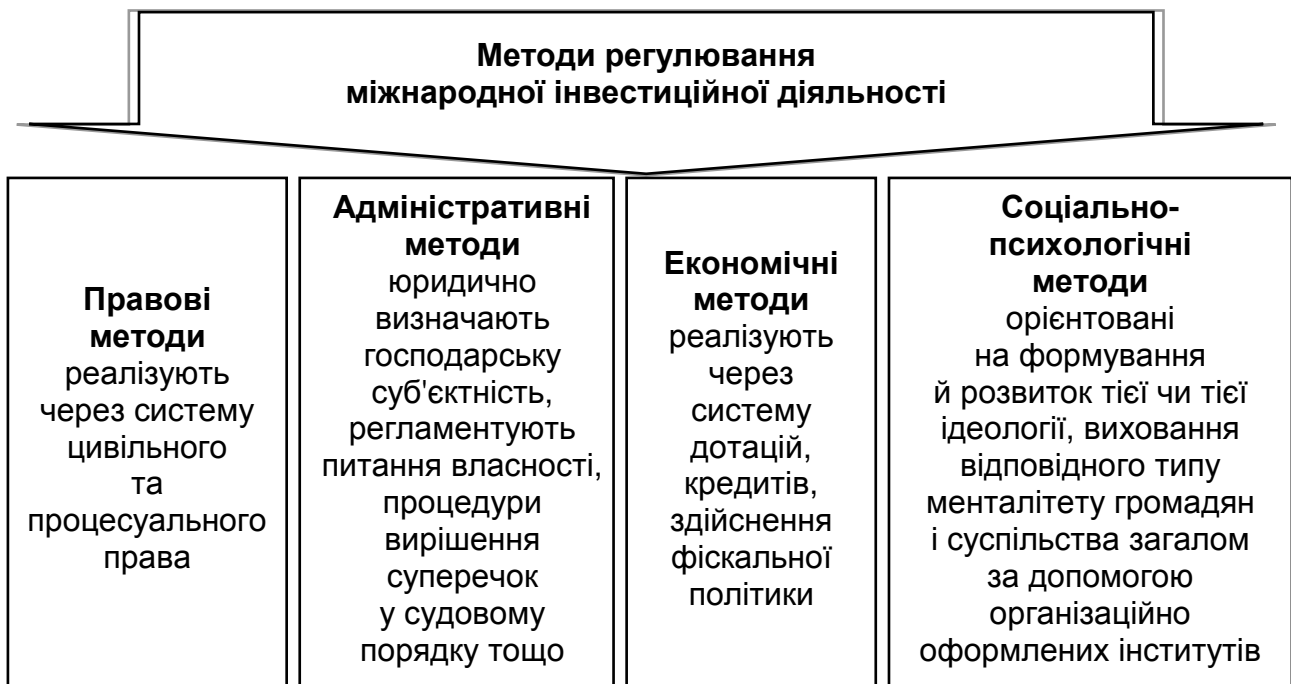 Методи регулювання
міжнародної інвестиційної діяльності
Правові
методи
реалізують
через систему
цивільного
та
процесуального
права
Адміністративні
методи
юридично
визначають
господарську
суб'єктність,
регламентують
питання власності,
процедури
вирішення
суперечок
у судовому
порядку тощо
Економічні
методи
реалізують
через
систему
дотацій,
кредитів,
здійснення
фіскальної
політики
Соціально-
психологічні
методи
орієнтовані
на формування
й розвиток тієї чи тієї
ідеології, виховання
відповідного типу
менталітету громадян
і суспільства загалом
за допомогою
організаційно
оформлених інститутів